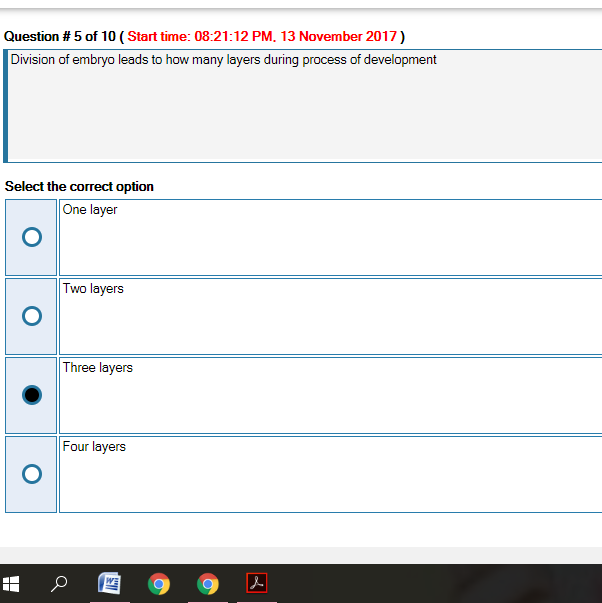 Question # 5 of 10 ( Start time: 08:21:12 PM, 13 November 2017 )
Division of embryo leads to how many layers during process of development
Select the correct option
One layer
Two layers
Three layers
Four layers